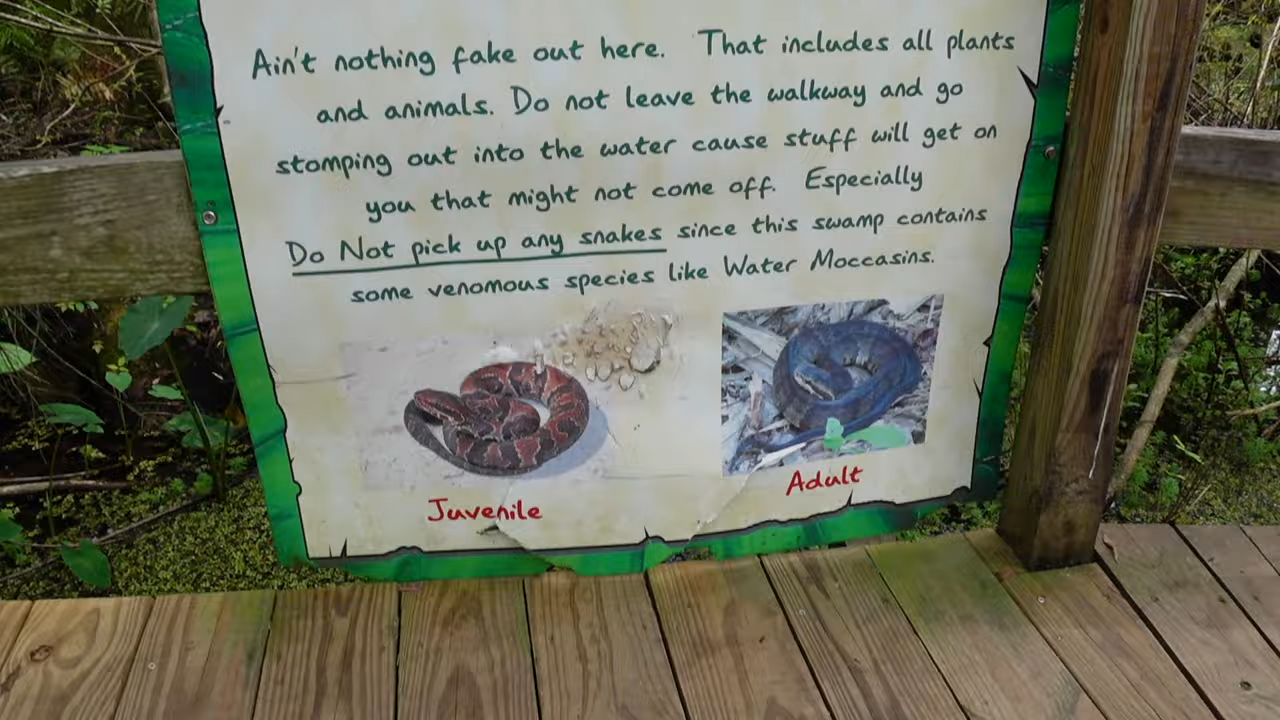 Ain't nothing fake out here. That includes all plants
and animals. Do not leave the walkway and go
stomping out into the water cause stuff will get on
you that might not come off. Especially
Do Not pick up any snakes since this swamp contains
some venomous species like Water Moccasins.
Juvenile
Adult